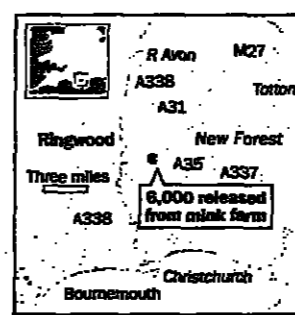 R Avon
M27
A338
Totton
A31
Ringwood
New Forest
A35
A337
Three miles
6,000 released
from mink farm
A338
Christchurch
Bournemouth